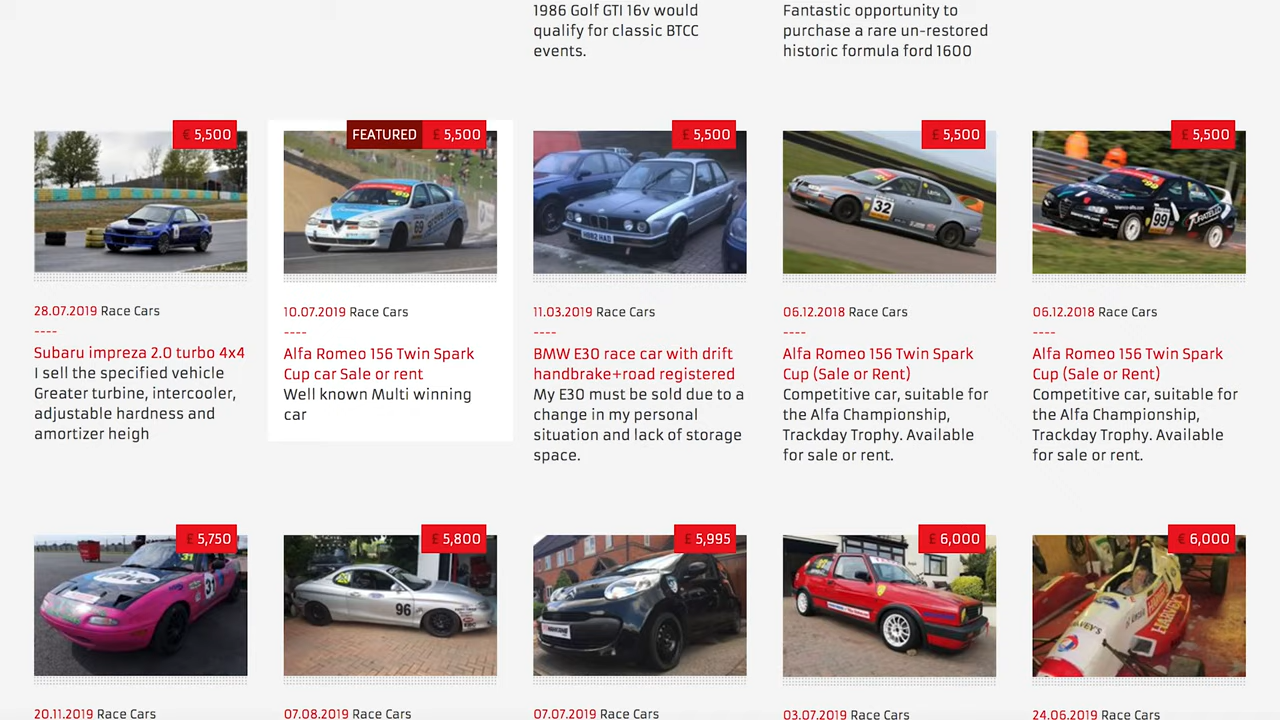 1986 Golf GTI 16v would
qualify for classic BTCC
events.
Fantastic opportunity to
purchase a rare un-restored
historic formula ford 1600
€ 5,500
FEATURED £ 5,500
£ 5,500
£ 5,500
£ 5,500
69
H882 HAD
32
99
28.07.2019 Race Cars
----
Subaru impreza 2.0 turbo 4x4
I sell the specified vehicle
Greater turbine, intercooler,
adjustable hardness and
amortizer heigh
10.07.2019 Race Cars
----
Alfa Romeo 156 Twin Spark
Cup car Sale or rent
Well known Multi winning
car
11.03.2019 Race Cars
----
BMW E30 race car with drift
handbrake+road registered
My E30 must be sold due to a
change in my personal
situation and lack of storage
space.
06.12.2018 Race Cars
----
Alfa Romeo 156 Twin Spark
Cup (Sale or Rent)
Competitive car, suitable for
the Alfa Championship,
Trackday Trophy. Available
for sale or rent.
06.12.2018 Race Cars
----
Alfa Romeo 156 Twin Spark
Cup (Sale or Rent)
Competitive car, suitable for
the Alfa Championship,
Trackday Trophy. Available
for sale or rent.
£ 5,750
£ 5,800
£ 5,995
£ 6,000
€ 6,000
31
96
HARVEY'S
20.11.2019 Race Cars
07.08.2019 Race Cars
07.07.2019 Race Cars
03.07.2019 Race Cars
24.06.2019 Race Cars